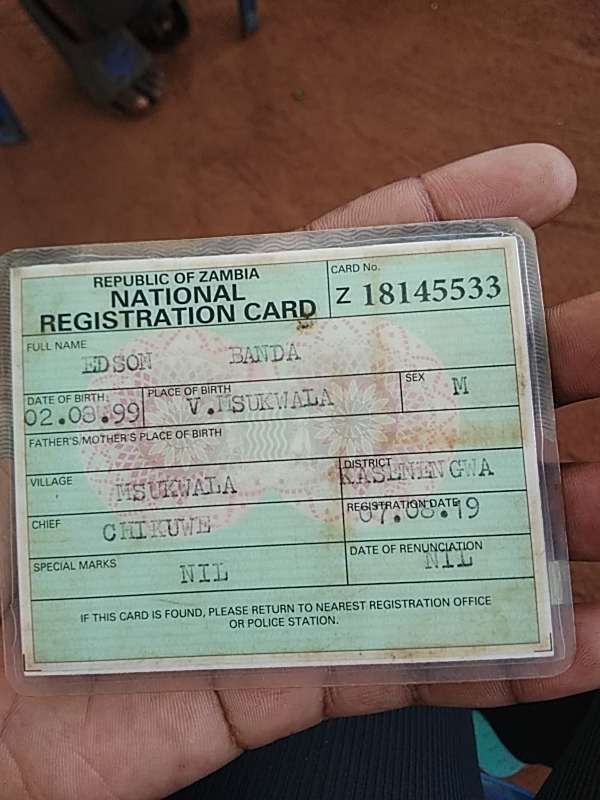 REPUBLIC OF ZAMBIA
NATIONAL
REGISTRATION CARD
CARD No.
Z 18145533
FULL NAME
EDSON BANDA
DATE OF BIRTH:
02.08.99
PLACE OF BIRTH
V.MSUKWALA
SEX
M
FATHER'S/MOTHER'S PLACE OF BIRTH
VILLAGE
MSUKWALA
DISTRICT
KASENENGWA
CHIEF
CHIKUWE
REGISTRATION DATE
07.08.19
SPECIAL MARKS
NIL
DATE OF RENUNCIATION
NIL
IF THIS CARD IS FOUND, PLEASE RETURN TO NEAREST REGISTRATION OFFICE
OR POLICE STATION.